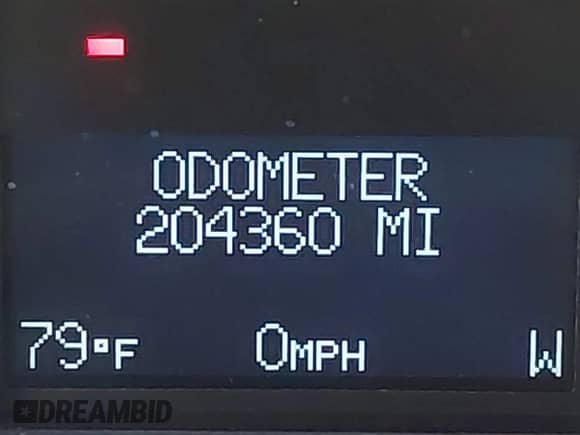 ODOMETER
204360 MI
79°F 0MPH W
DREAMBID